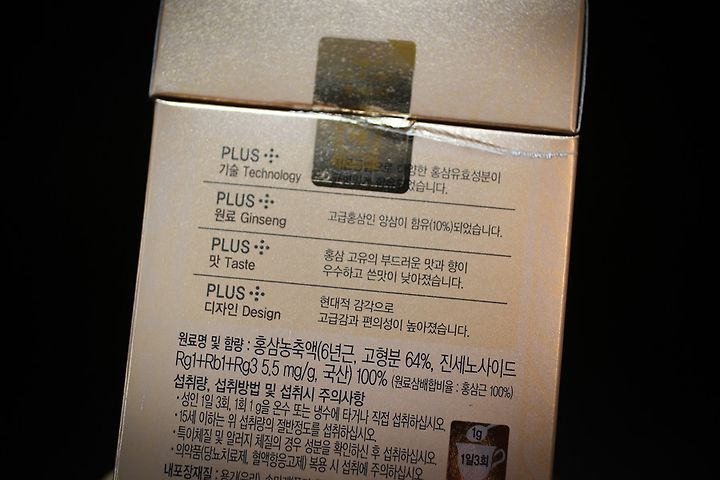 PLUS
기술 Technology
양한 홍삼유효성분이
었습니다.
PLUS
원료 Ginseng
고급홍삼인 양삼이 함유(10%)되었습니다.
PLUS
맛 Taste
홍삼 고유의 부드러운 맛과 향이
우수하고 쓴맛이 낮아졌습니다.
PLUS
디자인 Design
현대적 감각으로
고급감과 편의성이 높아졌습니다.
원료명 및 함량 : 홍삼농축액(6년근, 고형분 64%, 진세노사이드
Rg1+Rb1+Rg3 5,5 mg/g, 국산) 100% (원료삼배합비율 : 홍삼근 100%)
섭취량, 섭취방법 및 섭취시 주의사항
· 성인 1일 3회, 1회 1 g을 온수 또는 냉수에 타거나 직접 섭취하십시오.
· 15세 이하는 위 섭취량의 절반정도를 섭취하십시오.
· 특이체질 및 알러지 체질의 경우 성분을 확인하신 후 섭취하십시오.
· 의약품(당뇨치료제, 혈액항응고제) 복용 시 섭취에 주의하십시오.
내포장재질 : 용기(유리),
1g
1일3회